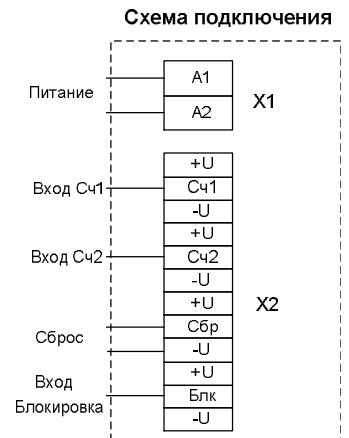 Схема подключения
Питание
A1
A2
X1
+U
Вход Сч1
Сч1
-U
+U
Вход Сч2
Сч2
-U
+U
X2
Сбр
Сброс
-U
+U
Вход
Блокировка
Блк
-U